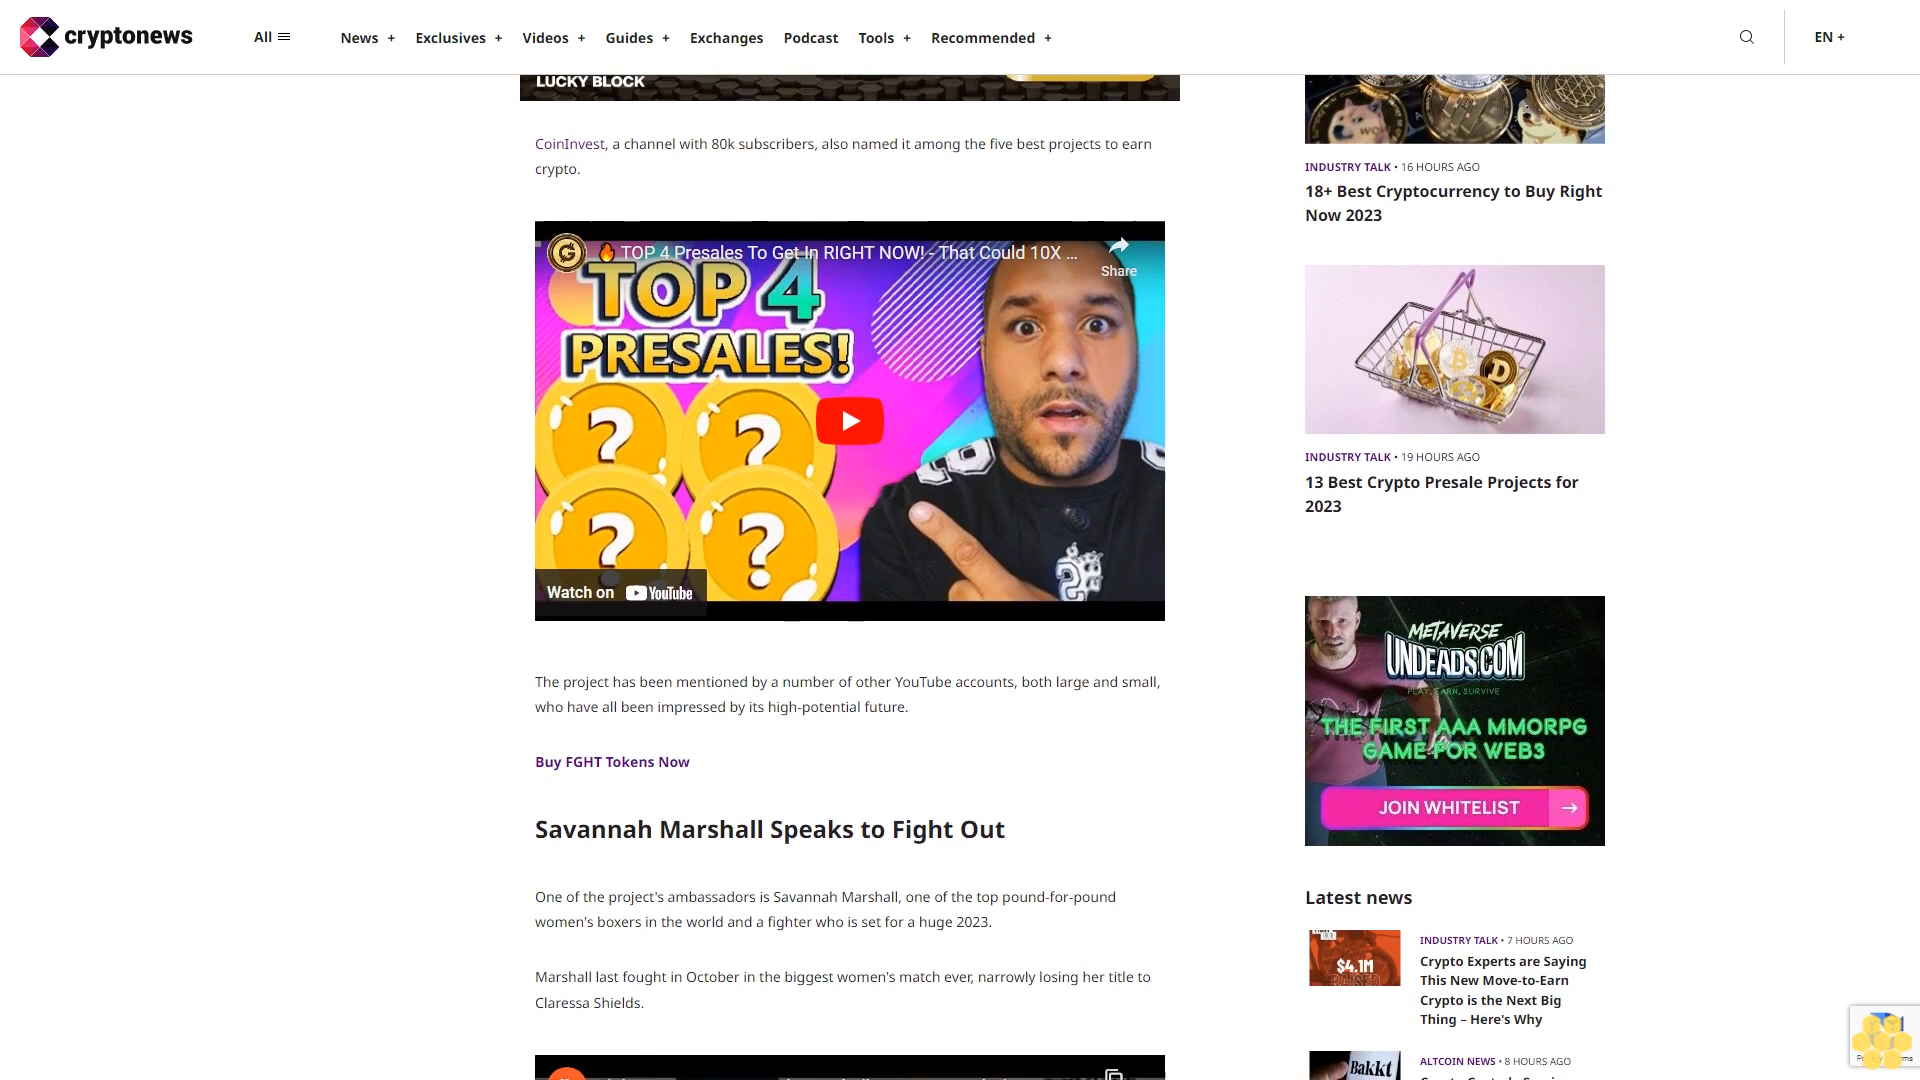 cryptonews
All
News +
Exclusives +
Videos +
Guides +
Exchanges
Podcast
Tools +
Recommended +
EN +
LUCKY BLOCK
CoinInvest, a channel with 80k subscribers, also named it among the five best projects to earn
crypto.
TOP 4 Presales To Get In RIGHT NOW! - That Could 10X ...
Share
TOP 4
PRESALES!
? ?
? ?
Watch on YouTube
The project has been mentioned by a number of other YouTube accounts, both large and small,
who have all been impressed by its high-potential future.
Buy FGHT Tokens Now
Savannah Marshall Speaks to Fight Out
One of the project's ambassadors is Savannah Marshall, one of the top pound-for-pound
women's boxers in the world and a fighter who is set for a huge 2023.
Marshall last fought in October in the biggest women's match ever, narrowly losing her title to
Claressa Shields.
INDUSTRY TALK • 16 HOURS AGO
18+ Best Cryptocurrency to Buy Right
Now 2023
INDUSTRY TALK • 19 HOURS AGO
13 Best Crypto Presale Projects for
2023
METAVERSE
UNDEADS.COM
PLAY, EARN, SURVIVE
THE FIRST AAA MMORPG
GAME FOR WEB3
JOIN WHITELIST →
Latest news
$4.1M
RAISED
INDUSTRY TALK • 7 HOURS AGO
Crypto Experts are Saying
This New Move-to-Earn
Crypto is the Next Big
Thing – Here's Why
Bakkt
ALTCOIN NEWS • 8 HOURS AGO